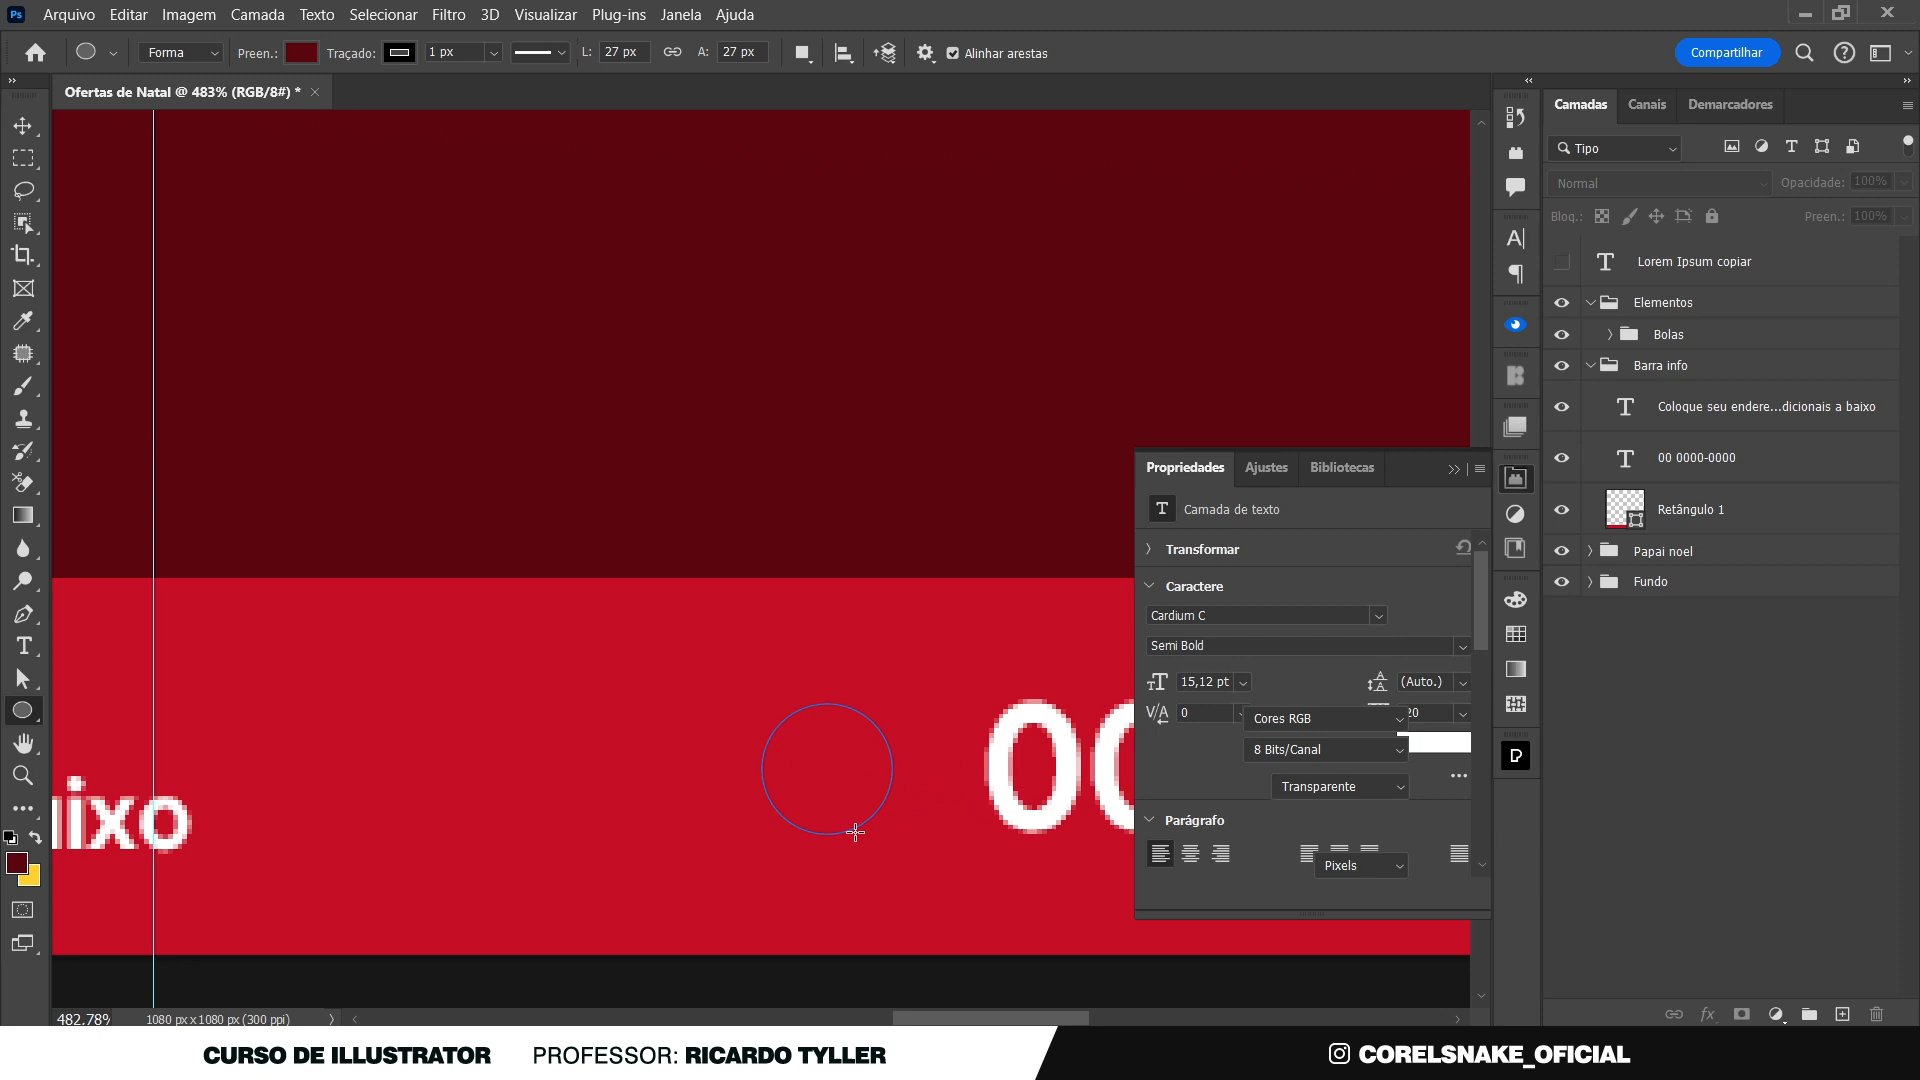 Ps Arquivo Editar Imagem Camada Texto Selecionar Filtro 3D Visualizar Plug-ins Janela Ajuda
Forma Preen.: Traçado: 1 px L: 27 px A: 27 px Alinhar arestas Compartilhar
Ofertas de Natal @ 483% (RGB/8#) *
Camadas Canais Demarcadores
Tipo
Normal Opacidade: 100%
Bloq.: Preen.: 100%
Lorem Ipsum copiar
Elementos
Bolas
Barra info
Coloque seu endere...dicionais a baixo
00 0000-0000
Retângulo 1
Papai noel
Fundo
Propriedades Ajustes Bibliotecas
Camada de texto
Transformar
Caractere
Cardium C
Semi Bold
15,12 pt (Auto.)
0 Cores RGB 20
8 Bits/Canal
Transparente
Parágrafo
Pixels
00
ixo
482,78% 1080 px x 1080 px (300 ppi)
CURSO DE ILLUSTRATOR PROFESSOR: RICARDO TYLLER CORELSNAKE_OFICIAL